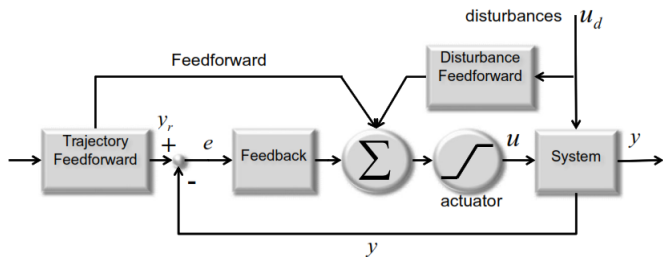 disturbances u_d
Feedforward
Disturbance
Feedforward
y_r
Trajectory
Feedforward
+
e
-
Feedback
Σ
actuator
u
System
y
y